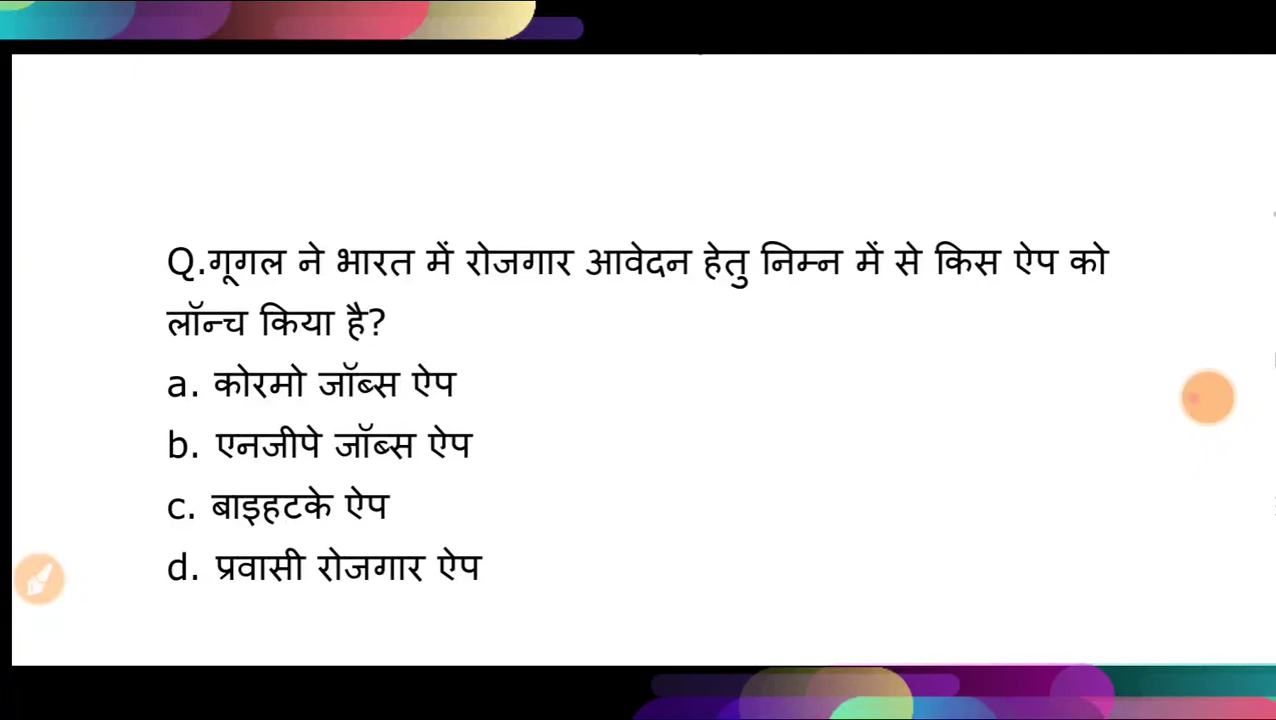 Q.गूगल ने भारत में रोजगार आवेदन हेतु निम्न में से किस ऐप को
लॉन्च किया है?
a. कोरमो जॉब्स ऐप
b. एनजीपे जॉब्स ऐप
c. बाइहटके ऐप
d. प्रवासी रोजगार ऐप